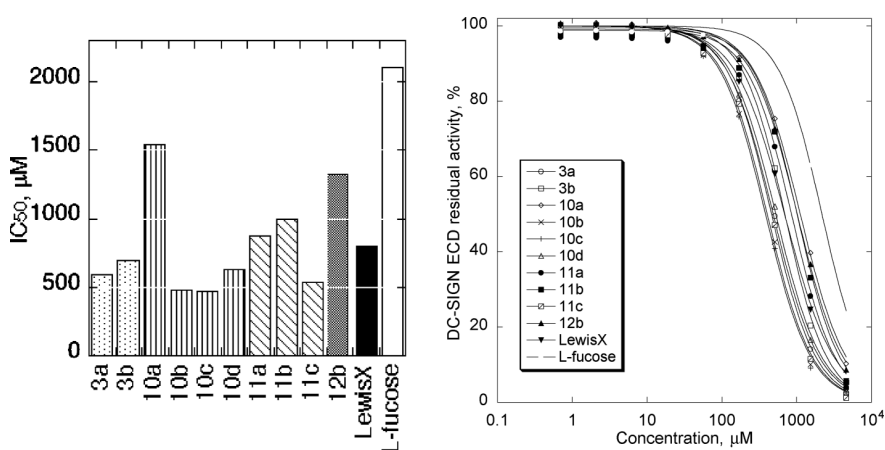 IC50, µM
2000
1500
1000
500
0
3a
3b
10a
10b
10c
10d
11a
11b
11c
12b
LewisX
L-fucose
DC-SIGN ECD residual activity, %
100
80
60
40
20
0
3a
3b
10a
10b
10c
10d
11a
11b
11c
12b
LewisX
L-fucose
0.1
1
10
100
1000
10⁴
Concentration, µM